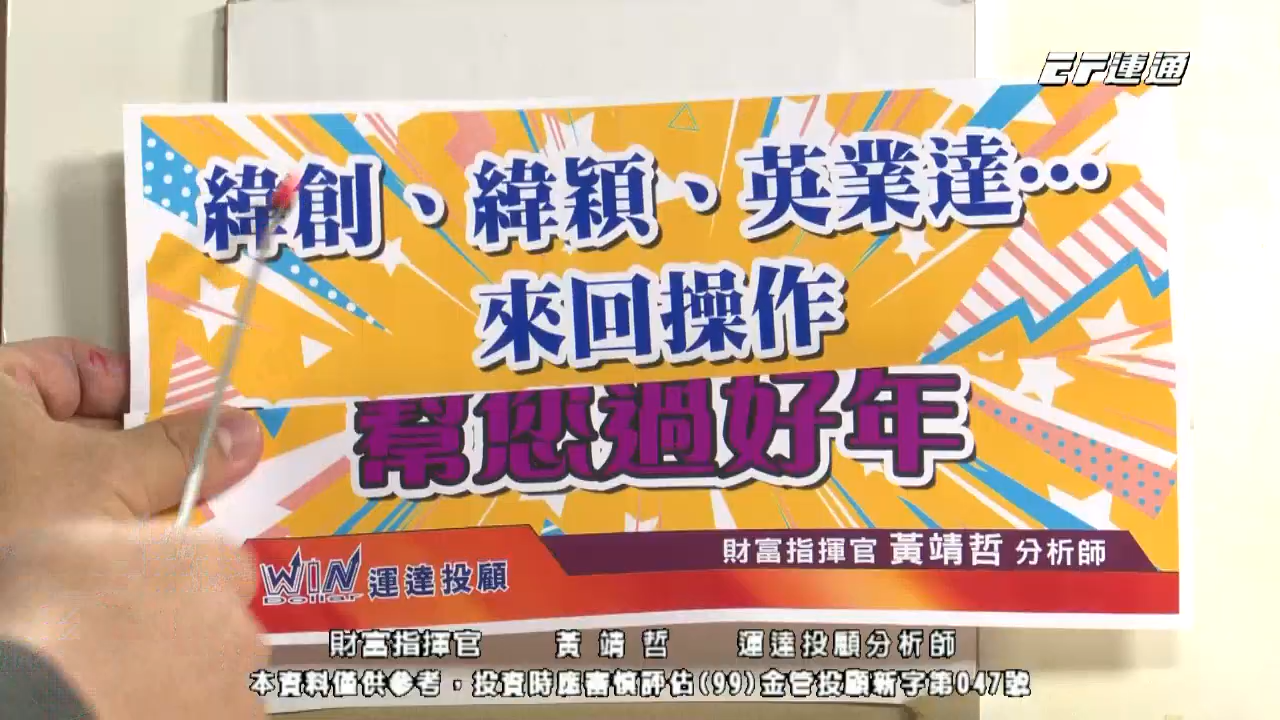 EF運通
緯創、緯穎、英業達…
來回操作
幫您過好年
財富指揮官 黃靖哲 分析師
WIN Dollar 運達投顧
財富指揮官 黃靖哲 運達投顧分析師
本資料僅供參考，投資時應審慎評估(99)金管投顧新字第047號